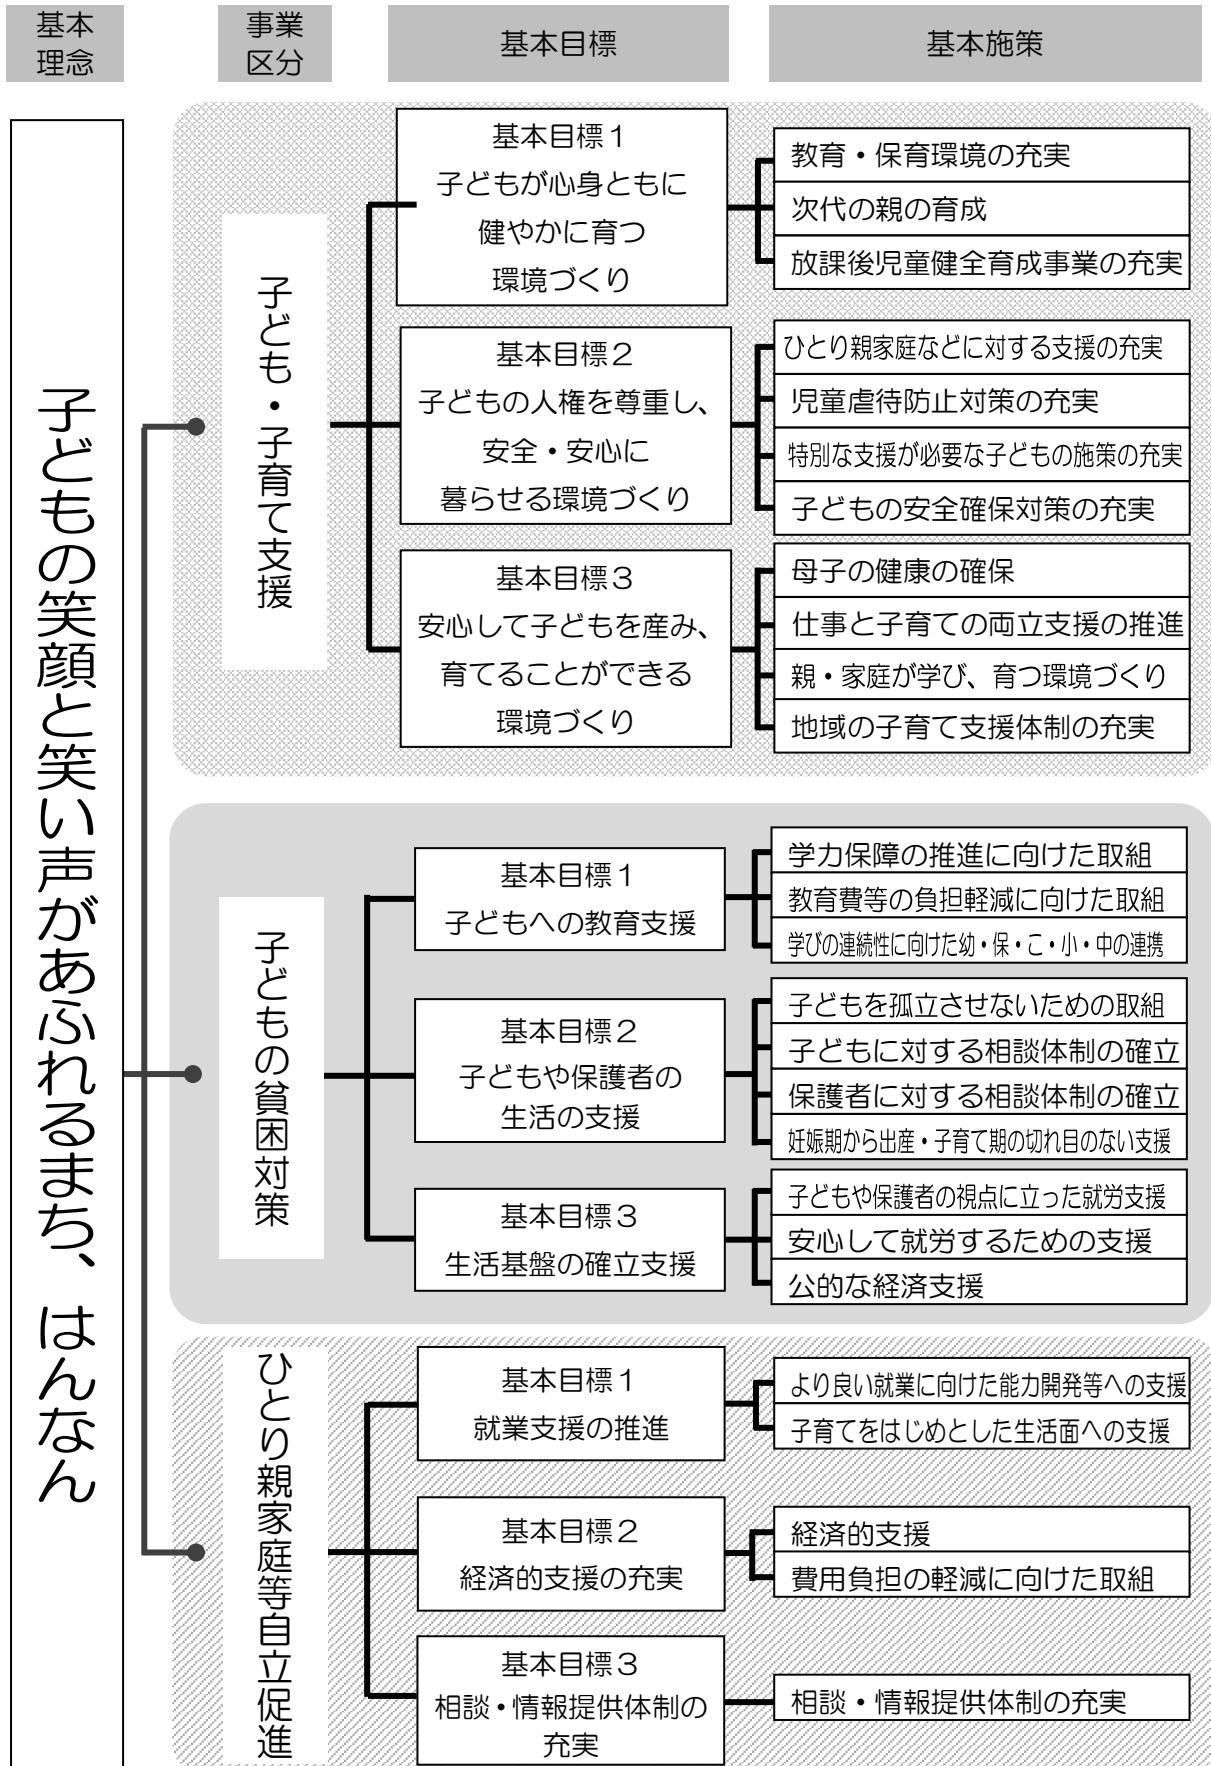 基本
理念
事業
区分
基本目標
基本施策
子どもの笑顔と笑い声があふれるまち、はんなん
子ども・子育て支援
基本目標１
子どもが心身ともに
健やかに育つ
環境づくり
教育・保育環境の充実
次代の親の育成
放課後児童健全育成事業の充実
基本目標２
子どもの人権を尊重し、
安全・安心に
暮らせる環境づくり
ひとり親家庭などに対する支援の充実
児童虐待防止対策の充実
特別な支援が必要な子どもの施策の充実
子どもの安全確保対策の充実
基本目標３
安心して子どもを産み、
育てることができる
環境づくり
母子の健康の確保
仕事と子育ての両立支援の推進
親・家庭が学び、育つ環境づくり
地域の子育て支援体制の充実
子どもの貧困対策
基本目標１
子どもへの教育支援
学力保障の推進に向けた取組
教育費等の負担軽減に向けた取組
学びの連続性に向けた幼・保・こ・小・中の連携
基本目標２
子どもや保護者の
生活の支援
子どもを孤立させないための取組
子どもに対する相談体制の確立
保護者に対する相談体制の確立
妊娠期から出産・子育て期の切れ目のない支援
基本目標３
生活基盤の確立支援
子どもや保護者の視点に立った就労支援
安心して就労するための支援
公的な経済支援
ひとり親家庭等自立促進
基本目標１
就業支援の推進
より良い就業に向けた能力開発等への支援
子育てをはじめとした生活面への支援
基本目標２
経済的支援の充実
経済的支援
費用負担の軽減に向けた取組
基本目標３
相談・情報提供体制の
充実
相談・情報提供体制の充実